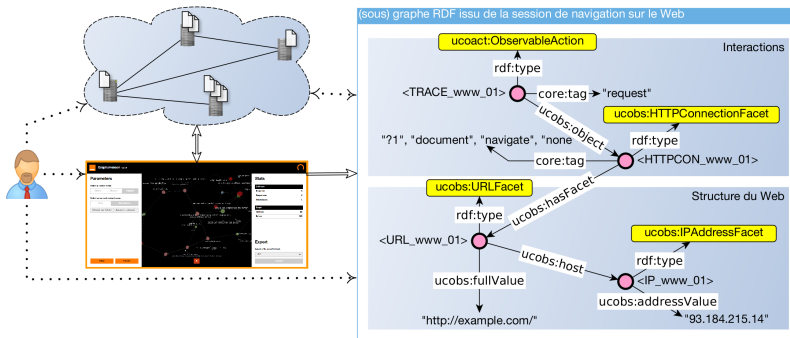 (sous) graphe RDF issu de la session de navigation sur le Web
Interactions
ucoact:ObservableAction
rdf:type
<TRACE_www_01>
core:tag
"request"
ucobs:object
ucobs:HTTPConnectionFacet
rdf:type
"?1", "document", "navigate", "none
core:tag
<HTTPCON_www_01>
ucobs:hasFacet
Structure du Web
ucobs:URLFacet
rdf:type
<URL_www_01>
ucobs:host
ucobs:IPAddressFacet
rdf:type
<IP_www_01>
ucobs:fullValue
ucobs:addressValue
"http://example.com/"
"93.184.215.14"
Parameters
Stats
Export